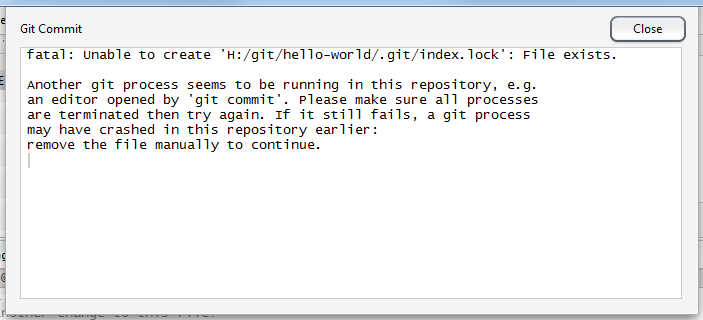 Git Commit
Close
fatal: Unable to create 'H:/git/hello-world/.git/index.lock': File exists.
Another git process seems to be running in this repository, e.g.
an editor opened by 'git commit'. Please make sure all processes
are terminated then try again. If it still fails, a git process
may have crashed in this repository earlier:
remove the file manually to continue.